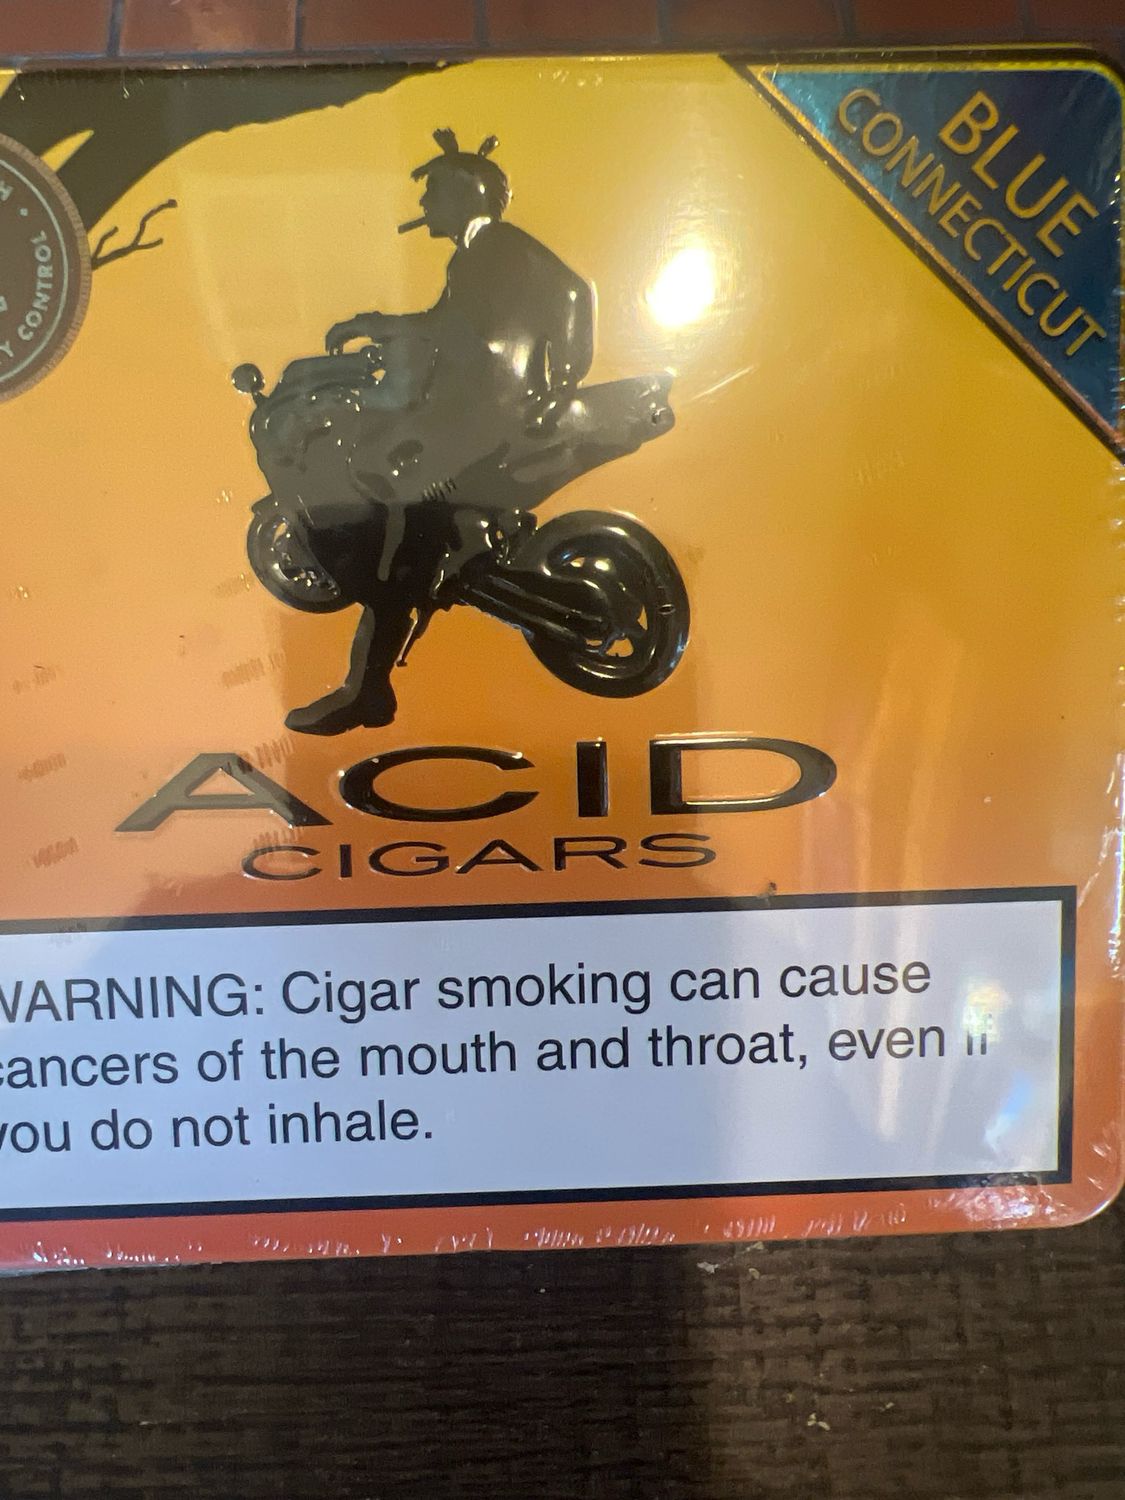 BLUE
CONNECTICUT
CONTROL
ACID
CIGARS
WARNING: Cigar smoking can cause
cancers of the mouth and throat, even if
you do not inhale.